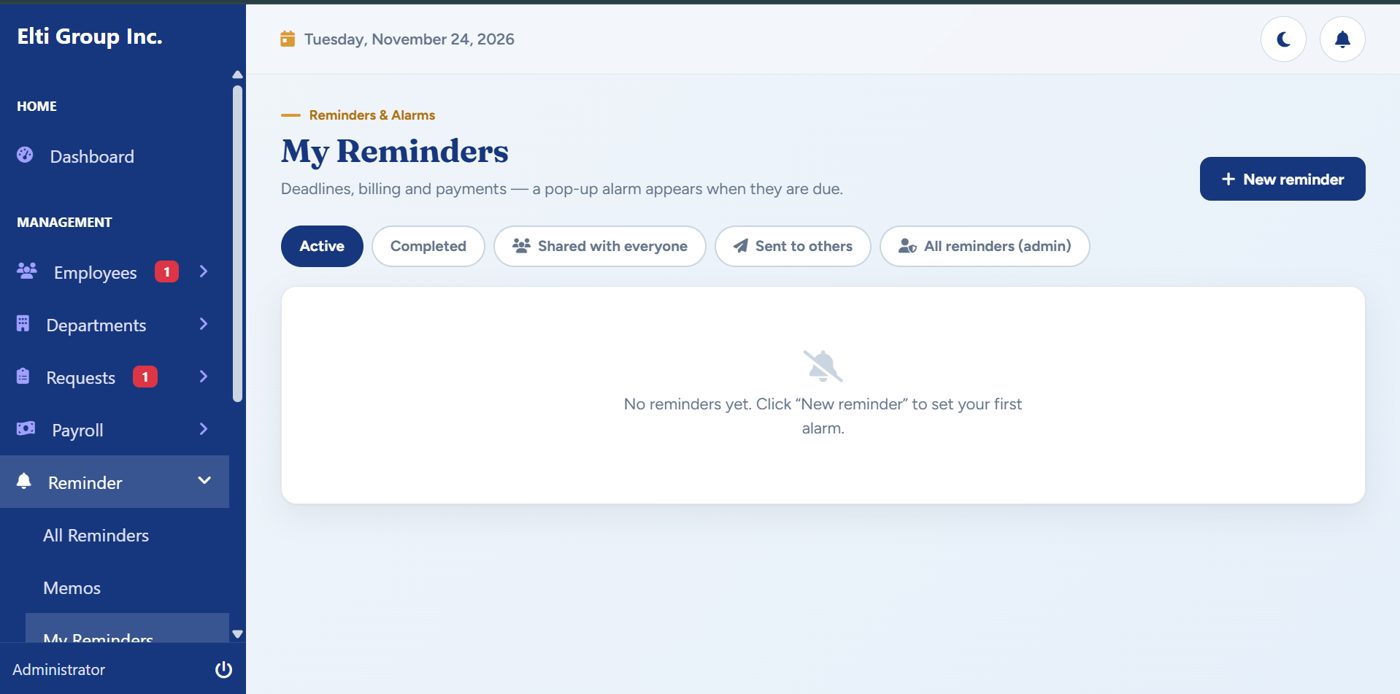 Elti Group Inc.
HOME
Dashboard
MANAGEMENT
Employees 1
Departments
Requests 1
Payroll
Reminder
All Reminders
Memos
My Reminders
Administrator
Tuesday, November 24, 2026
Reminders & Alarms
My Reminders
Deadlines, billing and payments — a pop-up alarm appears when they are due.
+ New reminder
Active
Completed
Shared with everyone
Sent to others
All reminders (admin)
No reminders yet. Click “New reminder” to set your first
alarm.